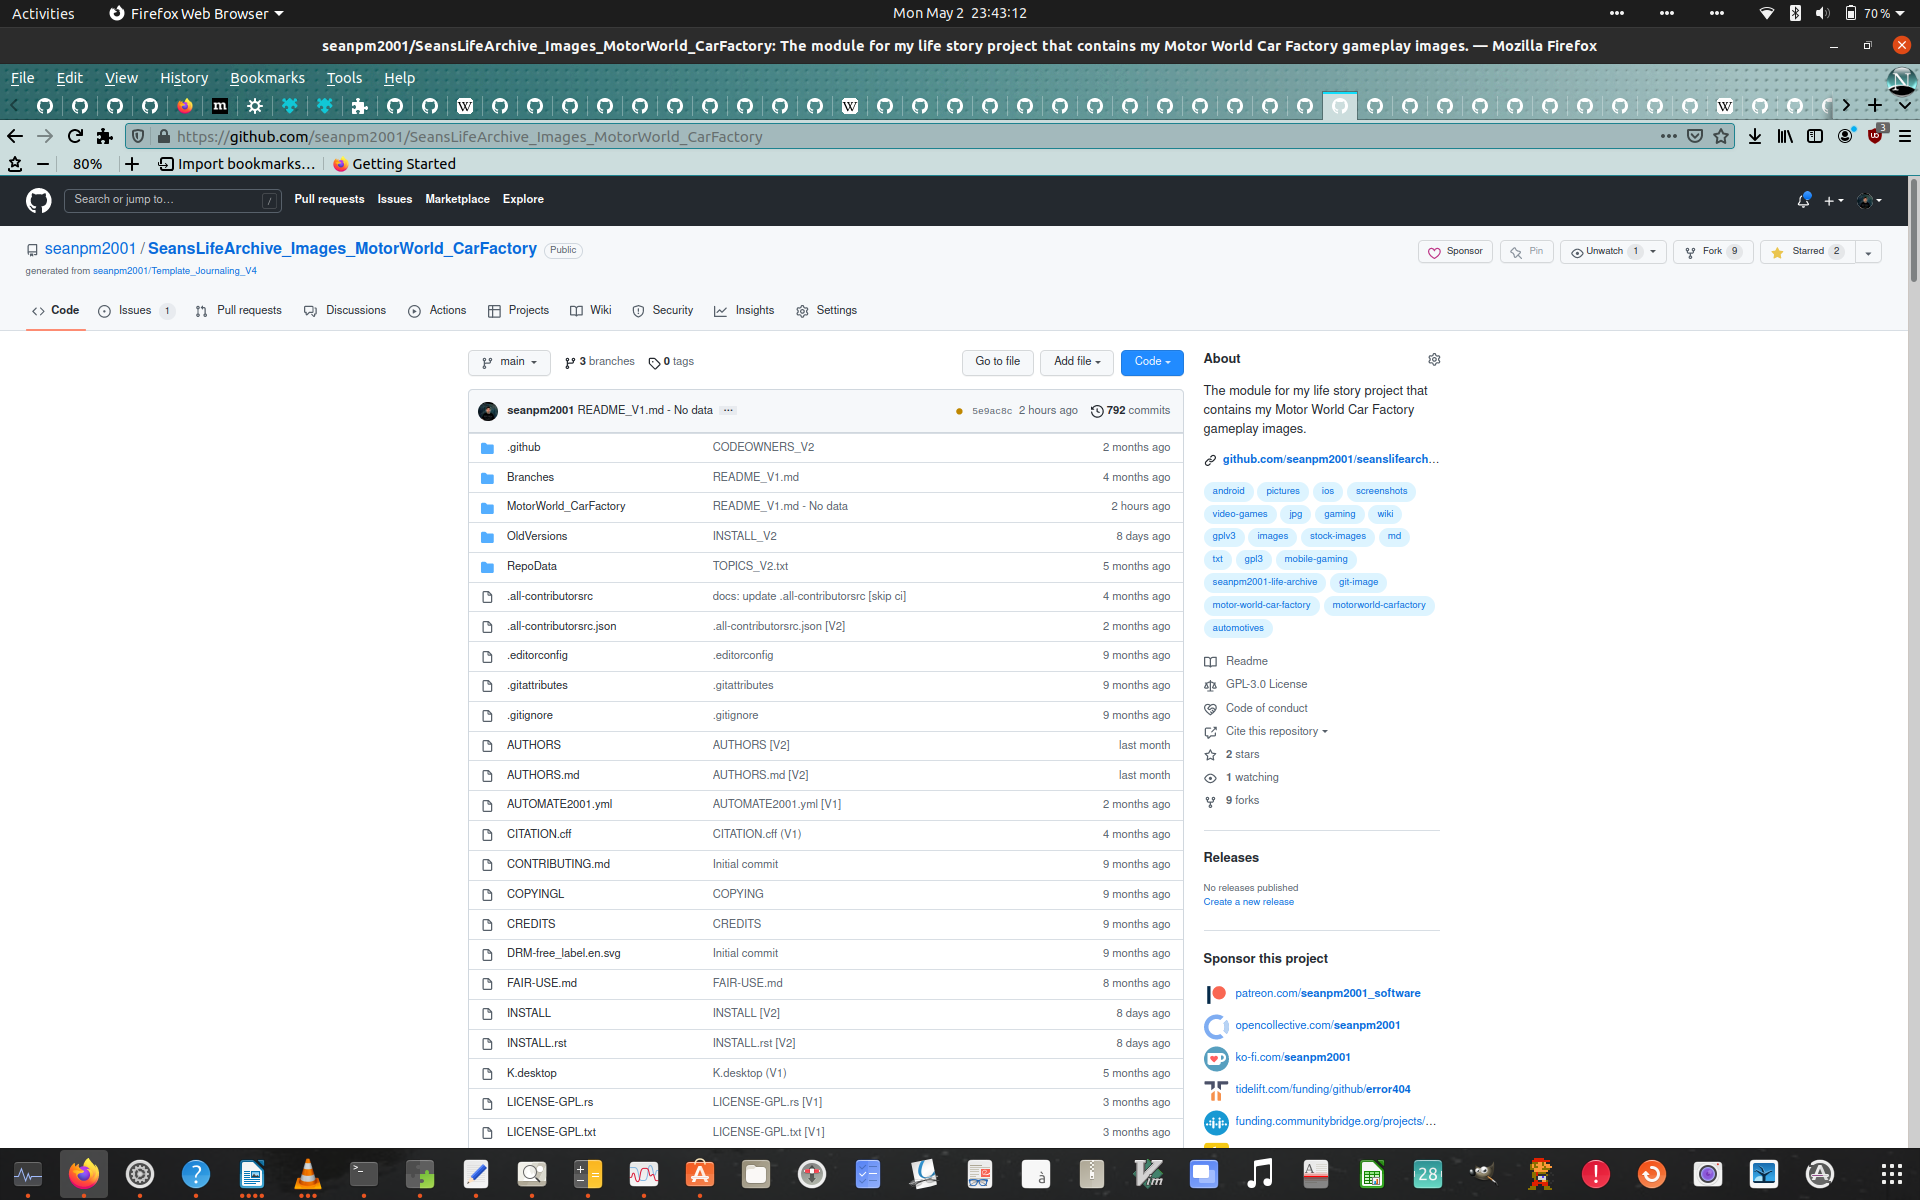 Activities Firefox Web Browser Mon May 2 23:43:12 70 %
seanpm2001/SeansLifeArchive_Images_MotorWorld_CarFactory: The module for my life story project that contains my Motor World Car Factory gameplay images. — Mozilla Firefox
File Edit View History Bookmarks Tools Help
https://github.com/seanpm2001/SeansLifeArchive_Images_MotorWorld_CarFactory 3
80% Import bookmarks... Getting Started
Search or jump to... / Pull requests Issues Marketplace Explore
seanpm2001 / SeansLifeArchive_Images_MotorWorld_CarFactory Public Sponsor Pin Unwatch 1 Fork 9 Starred 2
generated from seanpm2001/Template_Journaling_V4
Code Issues 1 Pull requests Discussions Actions Projects Wiki Security Insights Settings
main 3 branches 0 tags Go to file Add file Code
seanpm2001 README_V1.md - No data ... 5e9ac8c 2 hours ago 792 commits
.github CODEOWNERS_V2 2 months ago
Branches README_V1.md 4 months ago
MotorWorld_CarFactory README_V1.md - No data 2 hours ago
OldVersions INSTALL_V2 8 days ago
RepoData TOPICS_V2.txt 5 months ago
.all-contributorsrc docs: update .all-contributorsrc [skip ci] 4 months ago
.all-contributorsrc.json .all-contributorsrc.json [V2] 2 months ago
.editorconfig .editorconfig 9 months ago
.gitattributes .gitattributes 9 months ago
.gitignore .gitignore 9 months ago
AUTHORS AUTHORS [V2] last month
AUTHORS.md AUTHORS.md [V2] last month
AUTOMATE2001.yml AUTOMATE2001.yml [V1] 2 months ago
CITATION.cff CITATION.cff (V1) 4 months ago
CONTRIBUTING.md Initial commit 9 months ago
COPYINGL COPYING 9 months ago
CREDITS CREDITS 9 months ago
DRM-free_label.en.svg Initial commit 9 months ago
FAIR-USE.md FAIR-USE.md 8 months ago
INSTALL INSTALL [V2] 8 days ago
INSTALL.rst INSTALL.rst [V2] 8 days ago
K.desktop K.desktop (V1) 5 months ago
LICENSE-GPL.rs LICENSE-GPL.rs [V1] 3 months ago
LICENSE-GPL.txt LICENSE-GPL.txt [V1] 3 months ago
About
The module for my life story project that
contains my Motor World Car Factory
gameplay images.
github.com/seanpm2001/seanslifearch...
android pictures ios screenshots
video-games jpg gaming wiki
gplv3 images stock-images md
txt gpl3 mobile-gaming
seanpm2001-life-archive git-image
motor-world-car-factory motorworld-carfactory
automotives
Readme
GPL-3.0 License
Code of conduct
Cite this repository
2 stars
1 watching
9 forks
Releases
No releases published
Create a new release
Sponsor this project
patreon.com/seanpm2001_software
opencollective.com/seanpm2001
ko-fi.com/seanpm2001
tidelift.com/funding/github/error404
funding.communitybridge.org/projects/...
28